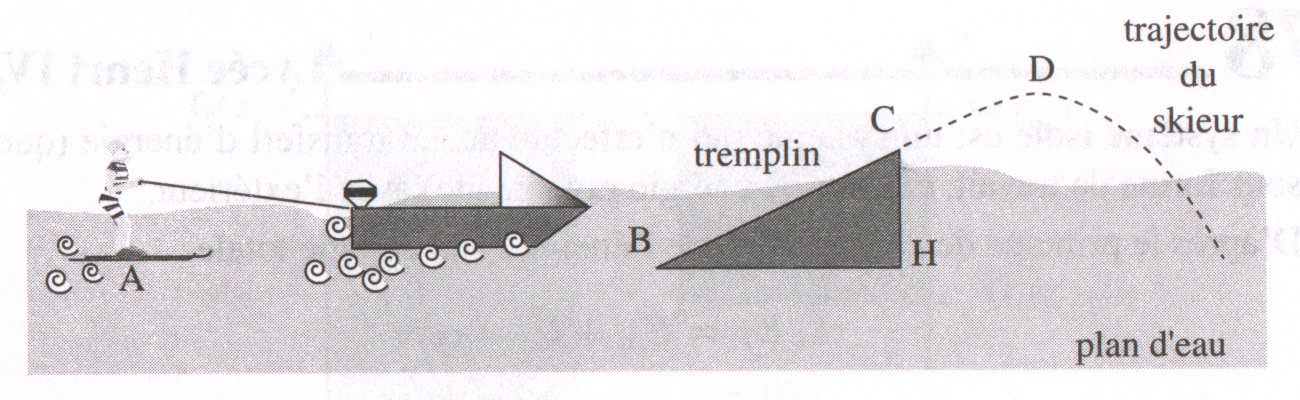 trajectoire
du
skieur
D
C
tremplin
B
H
A
plan d'eau